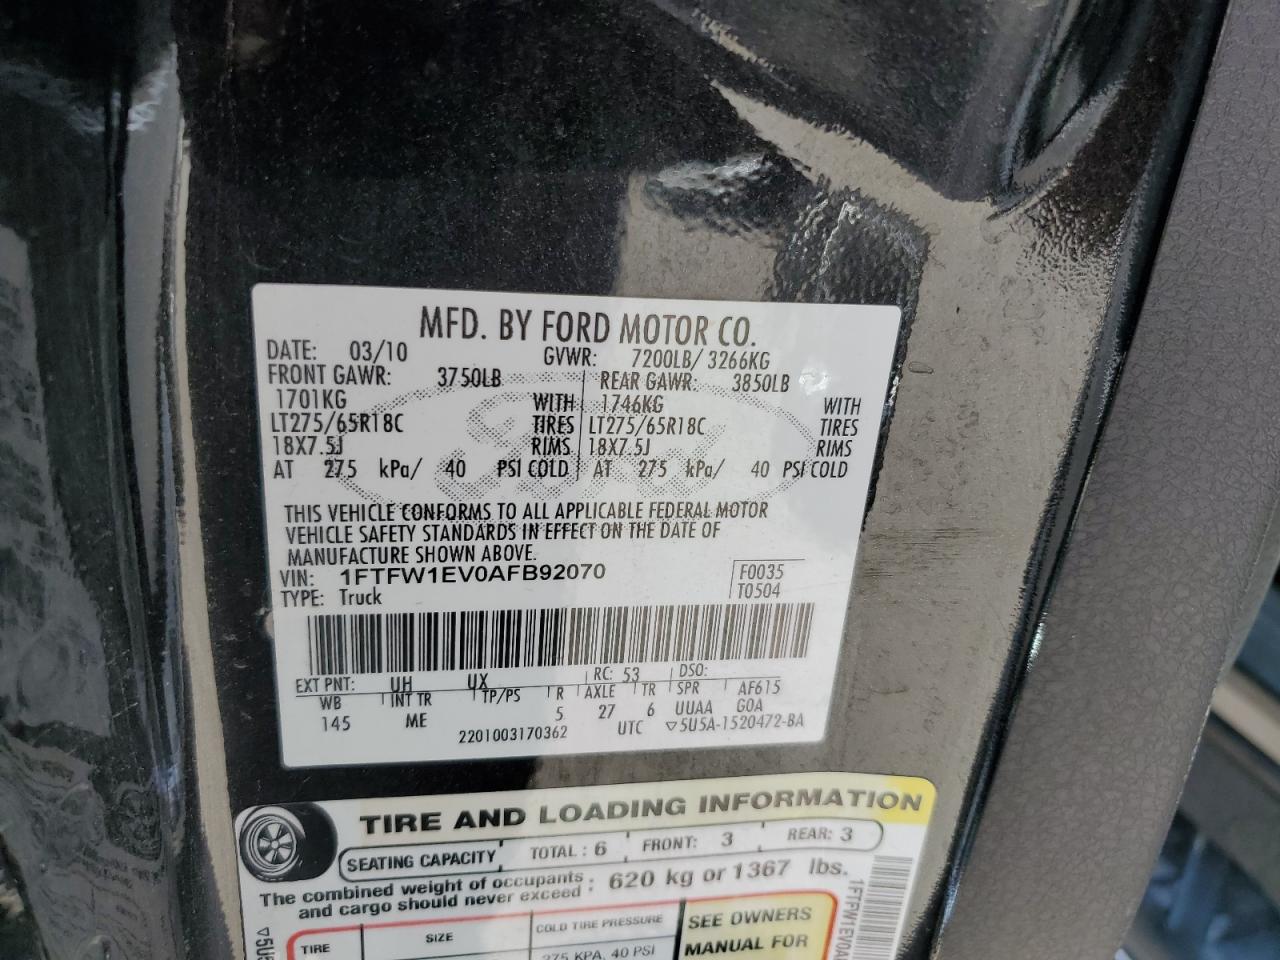 MFD. BY FORD MOTOR CO.
DATE: 03/10 GVWR: 7200LB/ 3266KG
FRONT GAWR: 3750LB REAR GAWR: 3850LB
1701KG WITH 1746KG WITH
LT275/65R18C TIRES LT275/65R18C TIRES
18X7.5J RIMS 18X7.5J RIMS
AT 275 kPa/ 40 PSI COLD AT 275 kPa/ 40 PSI COLD
THIS VEHICLE CONFORMS TO ALL APPLICABLE FEDERAL MOTOR
VEHICLE SAFETY STANDARDS IN EFFECT ON THE DATE OF
MANUFACTURE SHOWN ABOVE.
VIN: 1FTFW1EV0AFB92070 F0035
TYPE: Truck T0504
EXT PNT: UH UX RC: 53 DSO:
WB INT TR TP/PS R AXLE TR SPR AF615
145 ME 5 27 6 UUAA GOA
2201003170362 UTC ▽5U5A-1520472-BA
TIRE AND LOADING INFORMATION
SEATING CAPACITY TOTAL : 6 FRONT: 3 REAR: 3
The combined weight of occupants
and cargo should never exceed : 620 kg or 1367 lbs.
TIRE SIZE COLD TIRE PRESSURE SEE OWNERS
275 KPA, 40 PSI MANUAL FOR
▽5U5
1FTFW1EV0A